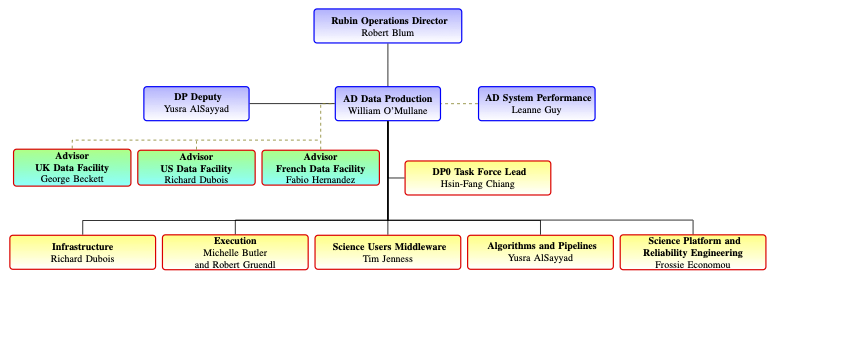 Rubin Operations Director
Robert Blum
DP Deputy
Yusra AlSayyad
AD Data Production
William O'Mullane
AD System Performance
Leanne Guy
Advisor
UK Data Facility
George Beckett
Advisor
US Data Facility
Richard Dubois
Advisor
French Data Facility
Fabio Hernandez
DP0 Task Force Lead
Hsin-Fang Chiang
Infrastructure
Richard Dubois
Execution
Michelle Butler
and Robert Gruendl
Science Users Middleware
Tim Jenness
Algorithms and Pipelines
Yusra AlSayyad
Science Platform and
Reliability Engineering
Frossie Economou